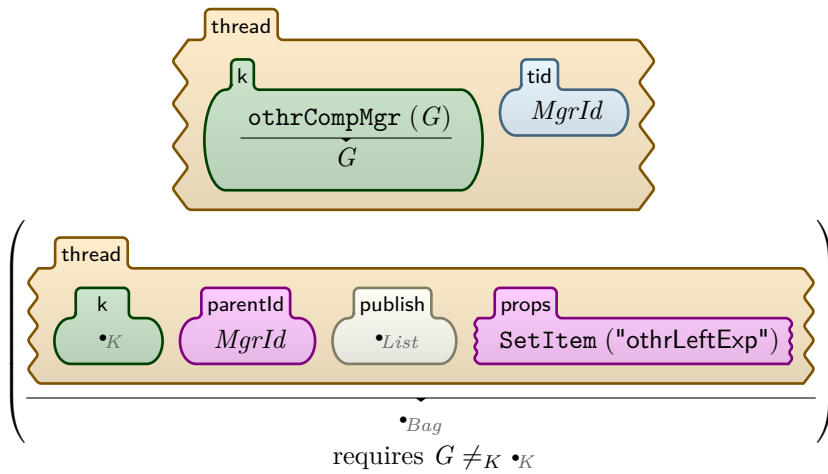 thread
k tid
othrCompMgr (G) MgrId
G
thread
k parentId publish props
•K MgrId •List SetItem ("othrLeftExp")
•Bag
requires G ≠K •K